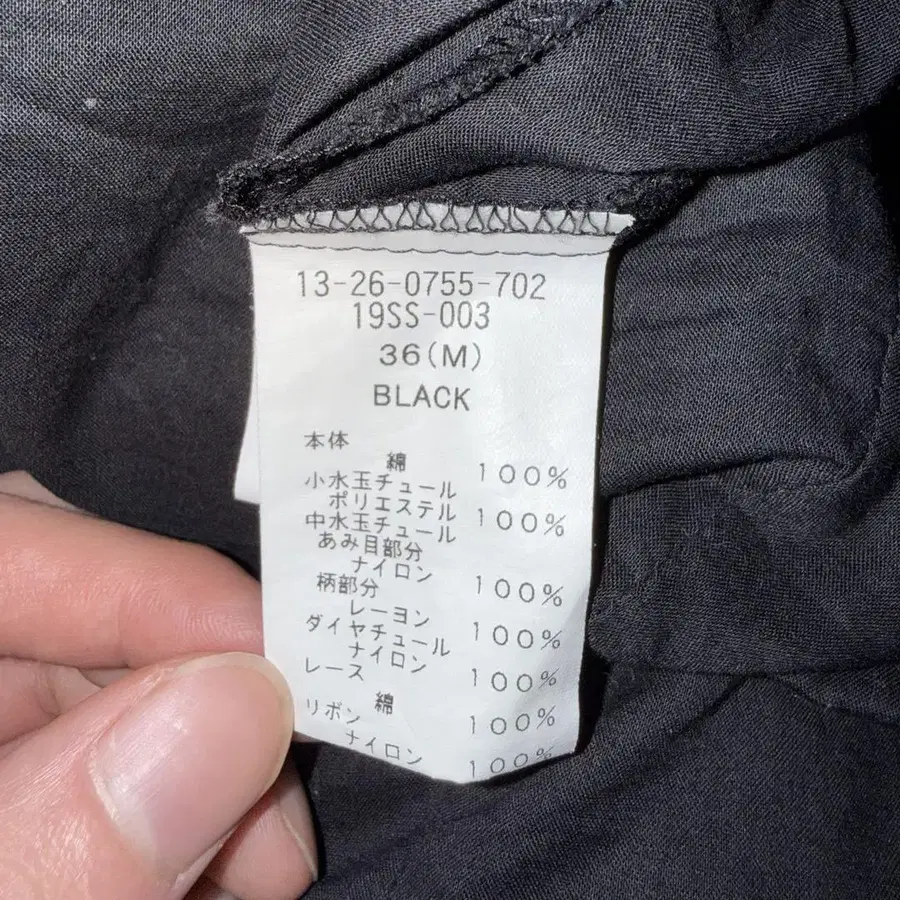 13-26-0755-702
19SS-003
36(M)
BLACK
本体
綿 100%
小水玉チュール
ポリエステル 100%
中水玉チュール
あみ目部分
ナイロン 100%
柄部分
レーヨン 100%
ダイヤチュール
ナイロン 100%
レース
綿 100%
リボン
ナイロン 100%